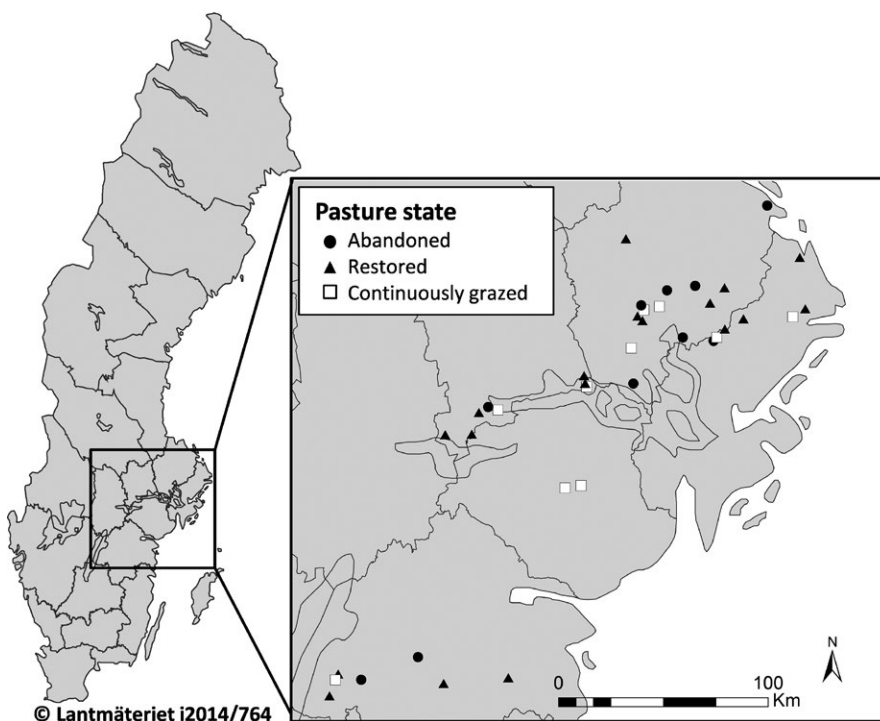 Pasture state
Abandoned
Restored
Continuously grazed
N
0 100
Km
© Lantmäteriet i2014/764